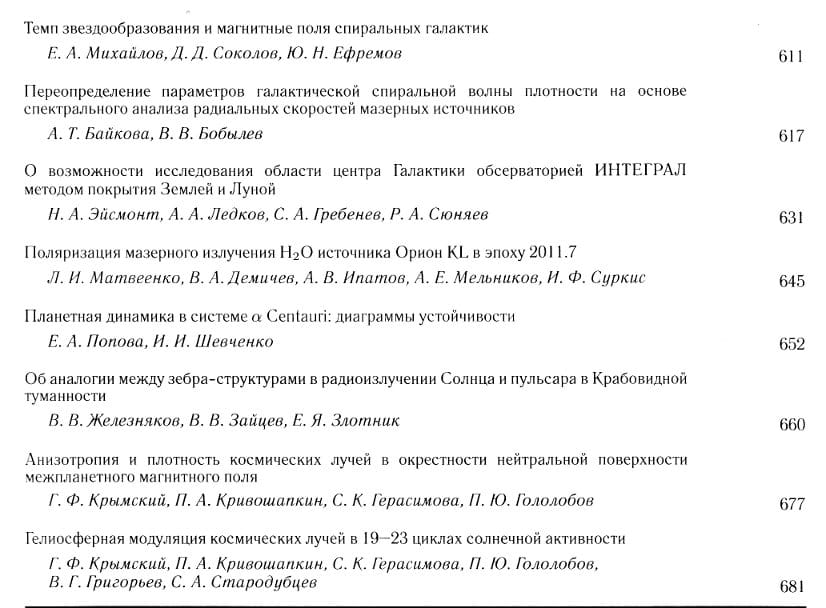 Темп звездообразования и магнитные поля спиральных галактик
Е. А. Михайлов, Д. Д. Соколов, Ю. Н. Ефремов 611
Переопределение параметров галактической спиральной волны плотности на основе
спектрального анализа радиальных скоростей мазерных источников
А. Т. Байкова, В. В. Бобылев 617
О возможности исследования области центра Галактики обсерваторией ИНТЕГРАЛ
методом покрытия Землей и Луной
Н. А. Эйсмонт, А. А. Ледков, С. А. Гребенев, Р. А. Сюняев 631
Поляризация мазерного излучения H2O источника Орион KL в эпоху 2011.7
Л. И. Матвеенко, В. А. Демичев, А. В. Ипатов, А. Е. Мельников, И. Ф. Суркис 645
Планетная динамика в системе α Centauri: диаграммы устойчивости
Е. А. Попова, И. И. Шевченко 652
Об аналогии между зебра-структурами в радиоизлучении Солнца и пульсара в Крабовидной
туманности
В. В. Железняков, В. В. Зайцев, Е. Я. Злотник 660
Анизотропия и плотность космических лучей в окрестности нейтральной поверхности
межпланетного магнитного поля
Г. Ф. Крымский, П. А. Кривошапкин, С. К. Герасимова, П. Ю. Гололобов 677
Гелиосферная модуляция космических лучей в 19—23 циклах солнечной активности
Г. Ф. Крымский, П. А. Кривошапкин, С. К. Герасимова, П. Ю. Гололобов,
В. Г. Григорьев, С. А. Стародубцев 681